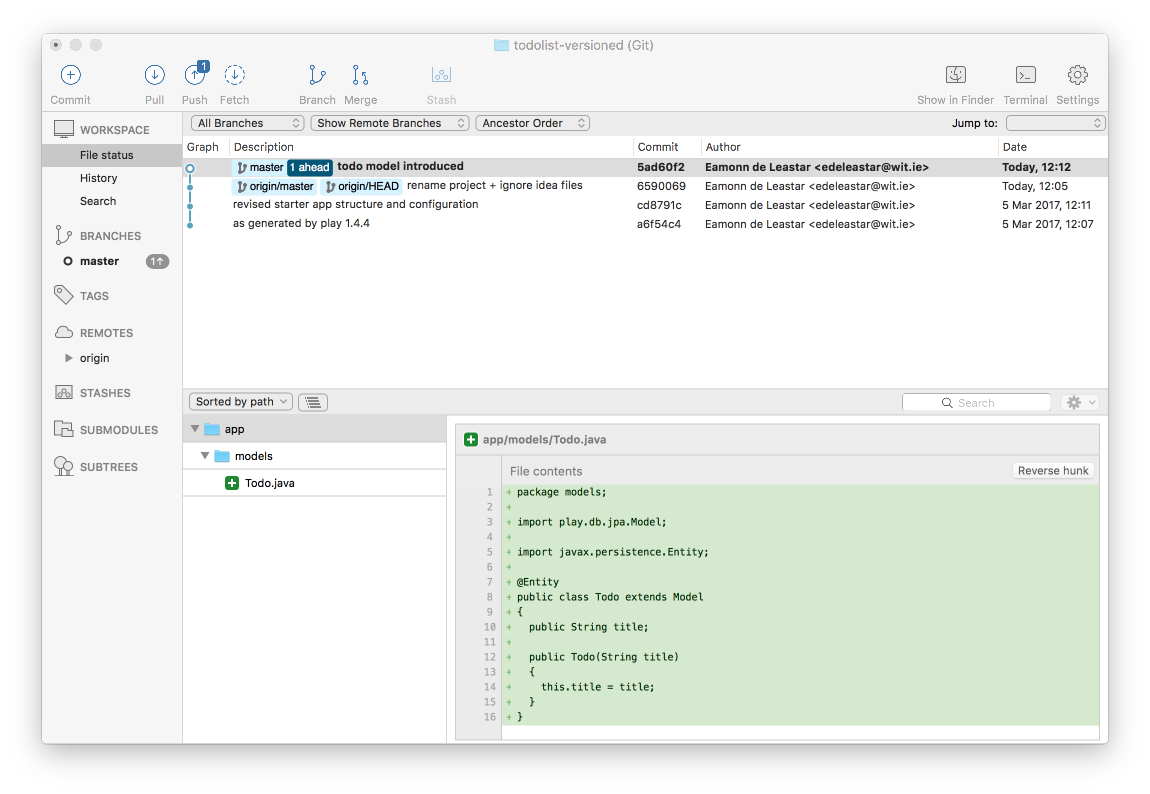 todolist-versioned (Git)
1
Commit Pull Push Fetch Branch Merge Stash Show in Finder Terminal Settings
WORKSPACE
File status
History
Search
BRANCHES
master 1↑
TAGS
REMOTES
origin
STASHES
SUBMODULES
SUBTREES
All Branches Show Remote Branches Ancestor Order Jump to:
Graph Description Commit Author Date
master 1 ahead todo model introduced 5ad60f2 Eamonn de Leastar <edeleastar@wit.ie> Today, 12:12
origin/master origin/HEAD rename project + ignore idea files 6590069 Eamonn de Leastar <edeleastar@wit.ie> Today, 12:05
revised starter app structure and configuration cd8791c Eamonn de Leastar <edeleastar@wit.ie> 5 Mar 2017, 12:11
as generated by play 1.4.4 a6f54c4 Eamonn de Leastar <edeleastar@wit.ie> 5 Mar 2017, 12:07
Sorted by path Search
app
models
Todo.java
app/models/Todo.java
File contents Reverse hunk
1 + package models;
2 +
3 + import play.db.jpa.Model;
4 +
5 + import javax.persistence.Entity;
6 +
7 + @Entity
8 + public class Todo extends Model
9 + {
10 +   public String title;
11 +
12 +   public Todo(String title)
13 +   {
14 +     this.title = title;
15 +   }
16 + }